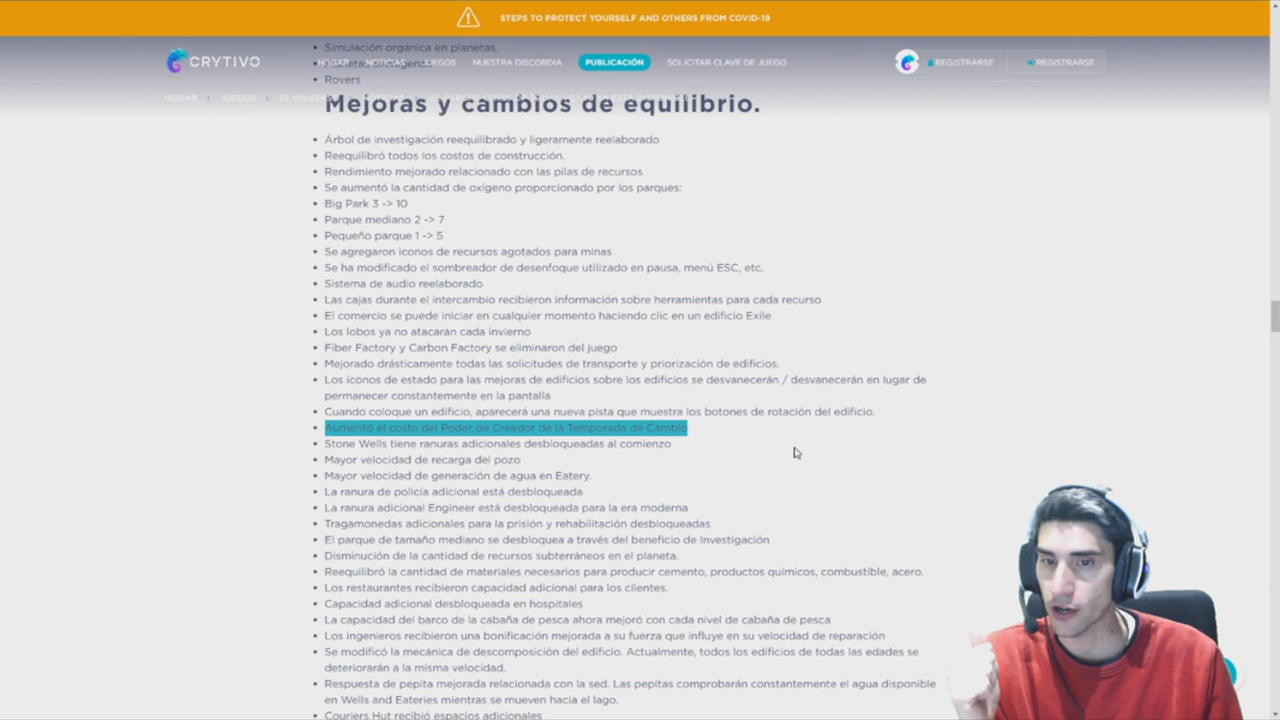 STEPS TO PROTECT YOURSELF AND OTHERS FROM COVID-19
Simulación orgánica en planetas.
CRYTIVO
HOGAR NOTICIAS JUEGOS NUESTRA DISCORDIA PUBLICACIÓN SOLICITAR CLAVE DE JUEGO REGISTRARSE REGISTRARSE
Rovers
HOGAR > JUEGOS > EL
Mejoras y cambios de equilibrio.
Árbol de investigación reequilibrado y ligeramente reelaborado
Reequilibró todos los costos de construcción.
Rendimiento mejorado relacionado con las pilas de recursos
Se aumentó la cantidad de oxígeno proporcionado por los parques:
Big Park 3 -> 10
Parque mediano 2 -> 7
Pequeño parque 1 -> 5
Se agregaron iconos de recursos agotados para minas
Se ha modificado el sombreador de desenfoque utilizado en pausa, menú ESC, etc.
Sistema de audio reelaborado
Las cajas durante el intercambio recibieron información sobre herramientas para cada recurso
El comercio se puede iniciar en cualquier momento haciendo clic en un edificio Exile
Los lobos ya no atacarán cada invierno
Fiber Factory y Carbon Factory se eliminaron del juego
Mejorado drásticamente todas las solicitudes de transporte y priorización de edificios.
Los íconos de estado para las mejoras de edificios sobre los edificios se desvanecerán / desvanecerán en lugar de
permanecer constantemente en la pantalla
Cuando coloque un edificio, aparecerá una nueva pista que muestra los botones de rotación del edificio.
Aumentó el costo del Poder de Creador de la Temporada de Cambio
Stone Wells tiene ranuras adicionales desbloqueadas al comienzo
Mayor velocidad de recarga del pozo
Mayor velocidad de generación de agua en Eatery.
La ranura de policía adicional está desbloqueada
La ranura adicional Engineer está desbloqueada para la era moderna
Tragamonedas adicionales para la prisión y rehabilitación desbloqueadas
El parque de tamaño mediano se desbloquea a través del beneficio de Investigación
Disminución de la cantidad de recursos subterráneos en el planeta.
Reequilibró la cantidad de materiales necesarios para producir cemento, productos químicos, combustible, acero.
Los restaurantes recibieron capacidad adicional para los clientes.
Capacidad adicional desbloqueada en hospitales
La capacidad del barco de la cabaña de pesca ahora mejoró con cada nivel de cabaña de pesca
Los ingenieros recibieron una bonificación mejorada a su fuerza que influye en su velocidad de reparación
Se modificó la mecánica de descomposición del edificio. Actualmente, todos los edificios de todas las edades se
deteriorarán a la misma velocidad.
Respuesta de pepita mejorada relacionada con la sed. Las pepitas comprobarán constantemente el agua disponible
en Wells and Eateries mientras se mueven hacia el lago.
Couriers Hut recibió espacios adicionales